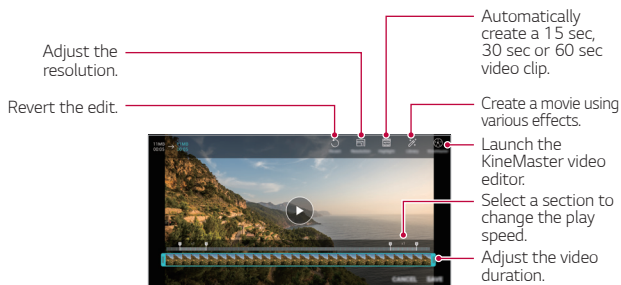 Automatically
create a 15 sec,
30 sec or 60 sec
video clip.
Adjust the
resolution.
Revert the edit.
Create a movie using
various effects.
Launch the
KineMaster video
editor.
Select a section to
change the play
speed.
Adjust the video
duration.
CANCEL SAVE